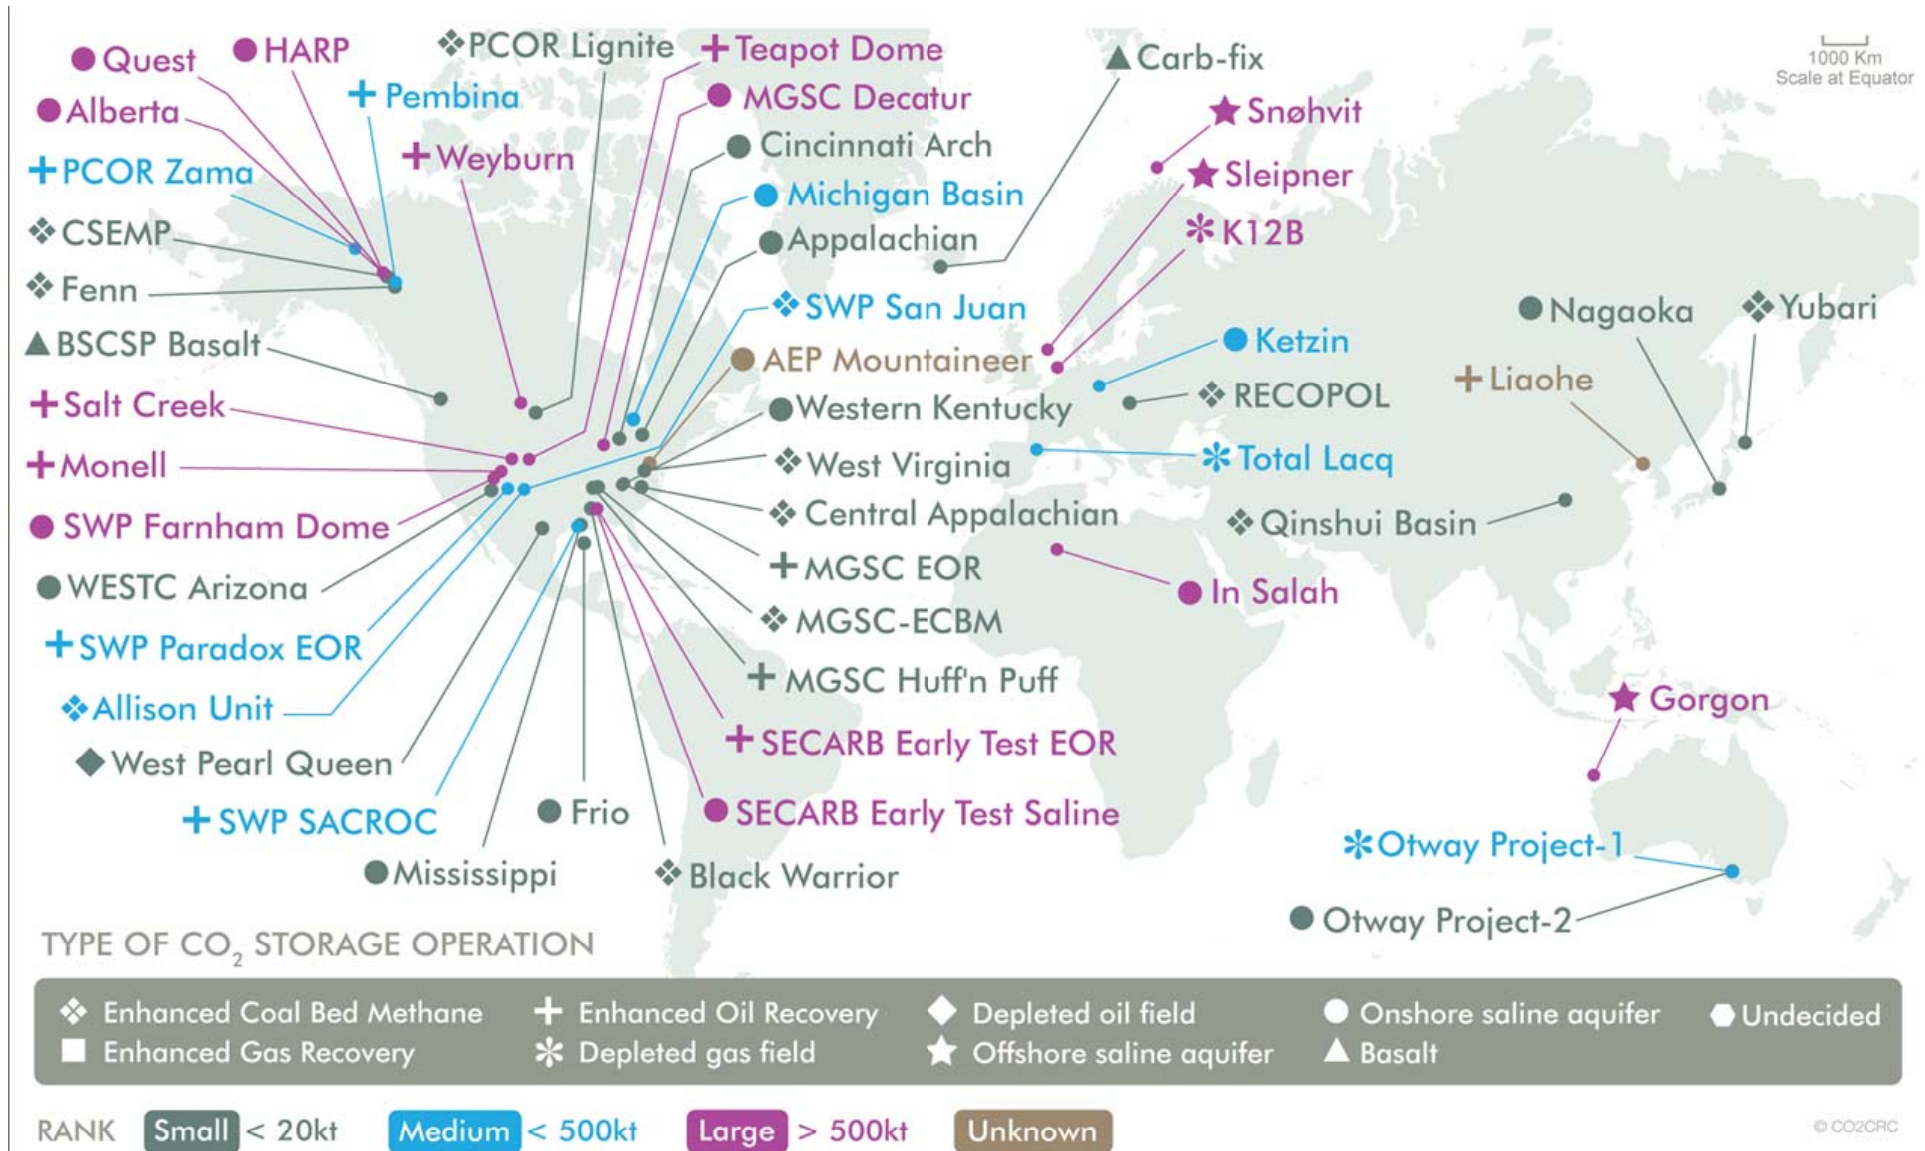 Quest
HARP
PCOR Lignite
Teapot Dome
Carb-fix
1000 Km
Scale at Equator
Alberta
Pembina
MGSC Decatur
Snøhvit
PCOR Zama
Weyburn
Cincinnati Arch
Sleipner
CSEMP
Michigan Basin
K12B
Fenn
Appalachian
BSCSP Basalt
SWP San Juan
Nagaoka
Yubari
Salt Creek
AEP Mountaineer
Ketzin
Liaohe
Monell
Western Kentucky
RECOPOL
SWP Farnham Dome
West Virginia
Total Lacq
WESTC Arizona
Central Appalachian
Qinshui Basin
SWP Paradox EOR
MGSC EOR
In Salah
Allison Unit
MGSC-ECBM
West Pearl Queen
MGSC Huff'n Puff
Gorgon
SWP SACROC
SECARB Early Test EOR
Frio
SECARB Early Test Saline
Otway Project-1
Mississippi
Black Warrior
Otway Project-2
TYPE OF CO2 STORAGE OPERATION
Enhanced Coal Bed Methane
Enhanced Oil Recovery
Depleted oil field
Onshore saline aquifer
Undecided
Enhanced Gas Recovery
Depleted gas field
Offshore saline aquifer
Basalt
RANK Small < 20kt Medium < 500kt Large > 500kt Unknown
© CO2CRC